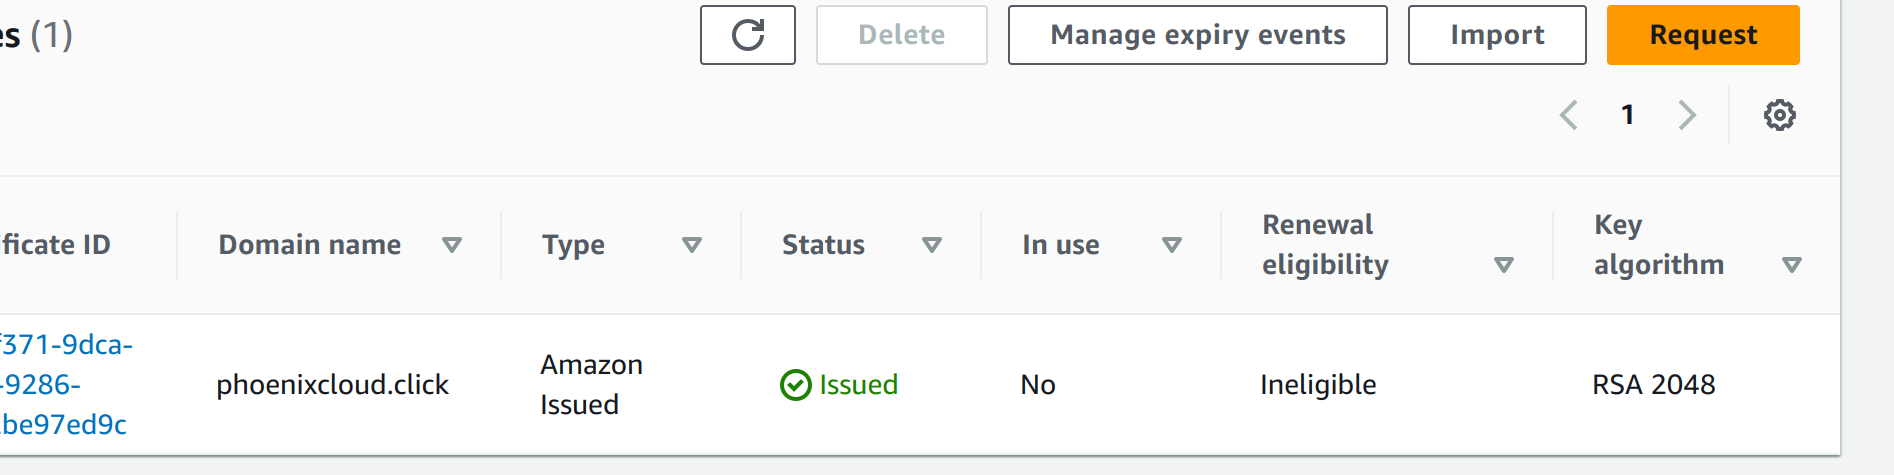 es (1)
Delete
Manage expiry events
Import
Request
1
ificate ID
Domain name
Type
Status
In use
Renewal
eligibility
Key
algorithm
f371-9dca-
-9286-
be97ed9c
phoenixcloud.click
Amazon
Issued
Issued
No
Ineligible
RSA 2048